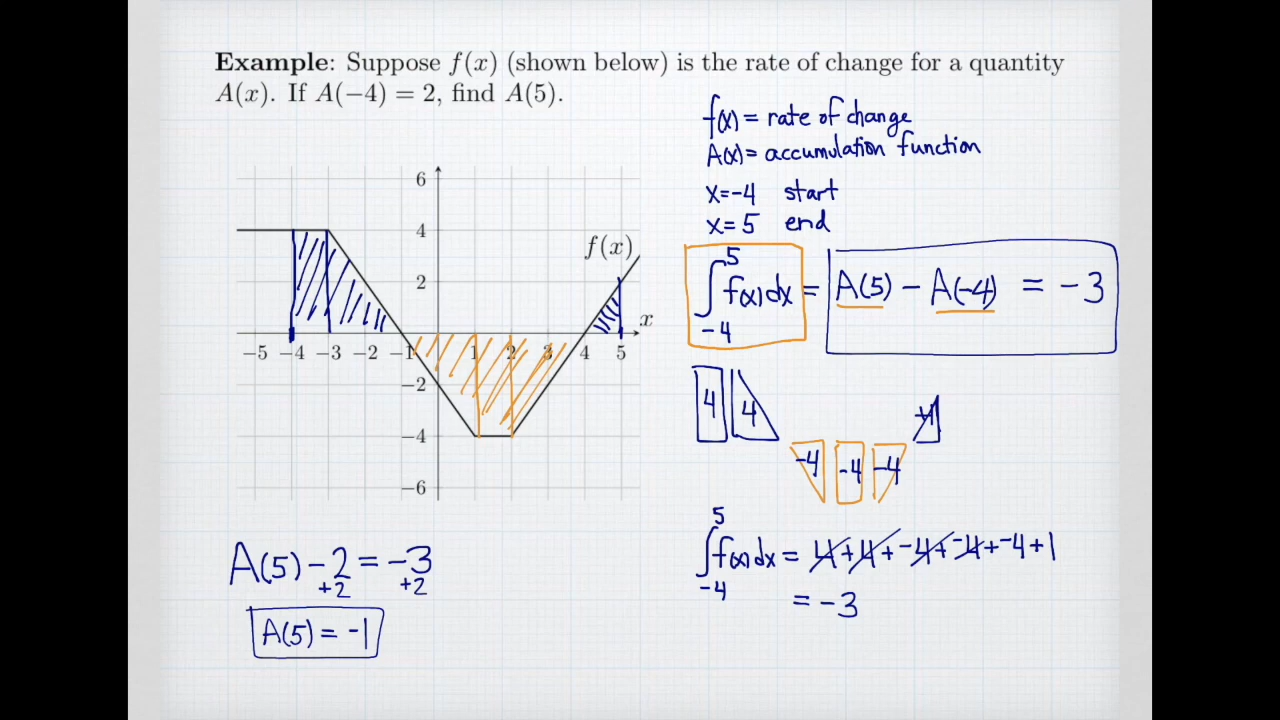 Example: Suppose f(x) (shown below) is the rate of change for a quantity
A(x). If A(−4) = 2, find A(5).
f(x) = rate of change
A(x) = accumulation function
x=-4 start
x=5 end
∫_{-4}^{5} f(x)dx = A(5) - A(-4) = -3
6
4
2
−2
−4
−6
f(x)
x
−5 −4 −3 −2 −1 1 2 3 4 5
4 4
-4 -4 -4
∫_{-4}^{5} f(x)dx = 4+4+-4+-4+-4+1
= -3
A(5) - 2 = -3
+2 +2
A(5) = -1